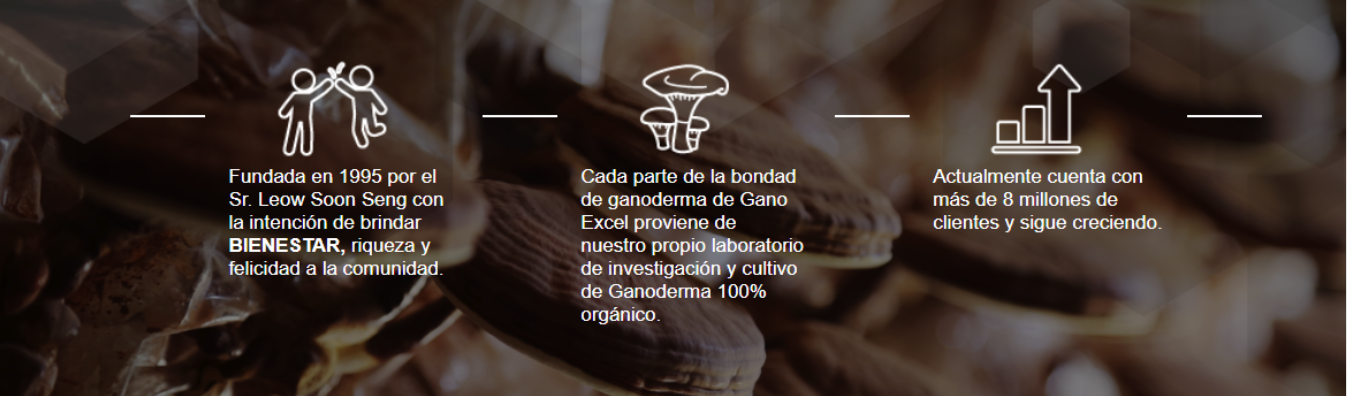 Fundada en 1995 por el
Sr. Leow Soon Seng con
la intención de brindar
BIENESTAR, riqueza y
felicidad a la comunidad.
Cada parte de la bondad
de ganoderma de Gano
Excel proviene de
nuestro propio laboratorio
de investigación y cultivo
de Ganoderma 100%
orgánico.
Actualmente cuenta con
más de 8 millones de
clientes y sigue creciendo.